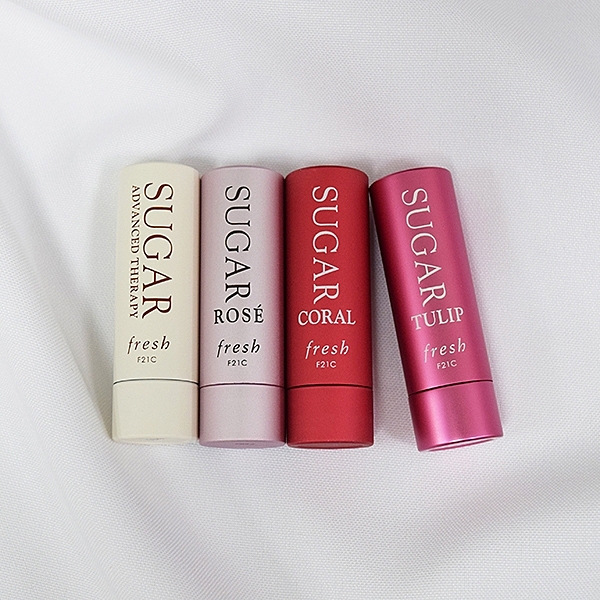 SUGAR
ADVANCED THERAPY
fresh
F21C
SUGAR
ROSÉ
fresh
F21C
SUGAR
CORAL
fresh
F21C
SUGAR
TULIP
fresh
F21C